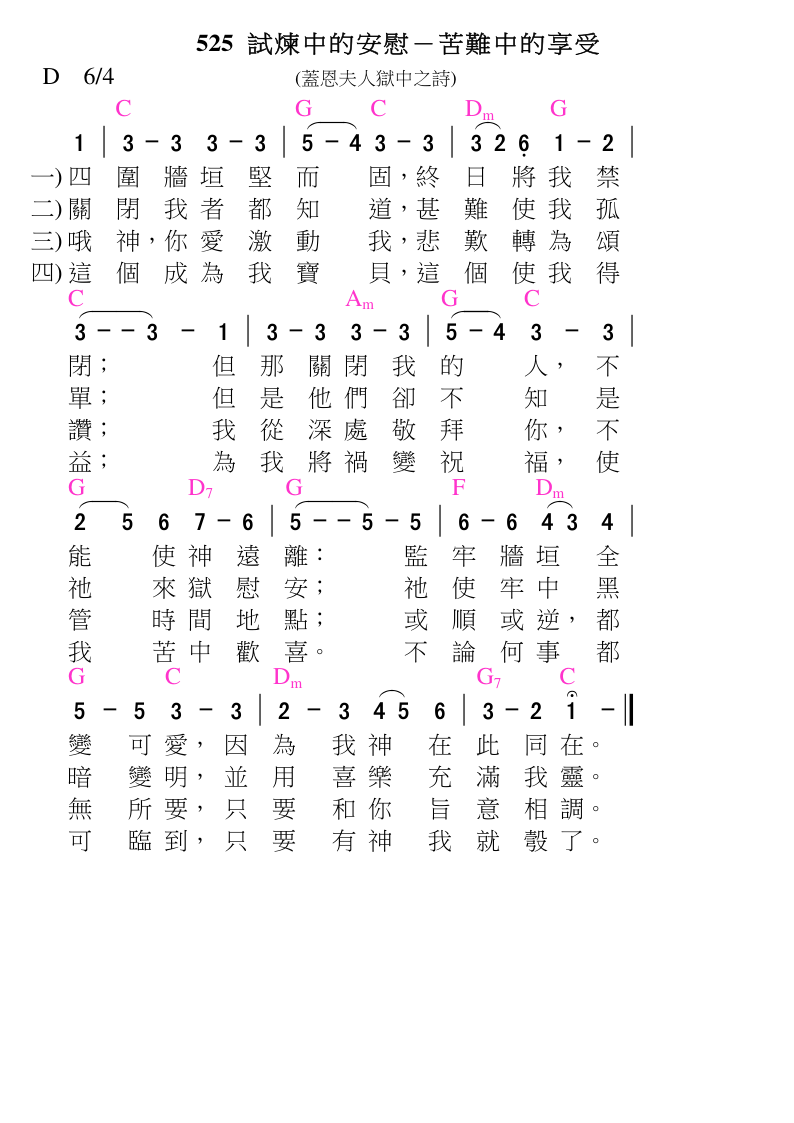 525 試煉中的安慰－苦難中的享受
D 6/4 (蓋恩夫人獄中之詩)
C G C Dm G
1 | 3 - 3 3 - 3 | 5 - 4 3 - 3 | 3 2 6 1 - 2 |
一) 四 圍 牆 垣 堅 而 固，終 日 將 我 禁
二) 關 閉 我 者 都 知 道，甚 難 使 我 孤
三) 哦 神，你 愛 激 動 我，悲 歎 轉 為 頌
四) 這 個 成 為 我 寶 貝，這 個 使 我 得
C Am G C
3 - - 3 - 1 | 3 - 3 3 - 3 | 5 - 4 3 - 3 |
閉； 但 那 關 閉 我 的 人， 不
單； 但 是 他 們 卻 不 知 是
讚； 我 從 深 處 敬 拜 你， 不
益； 為 我 將 禍 變 祝 福， 使
G D7 G F Dm
2 5 6 7 - 6 | 5 - - 5 - 5 | 6 - 6 4 3 4 |
能 使 神 遠 離： 監 牢 牆 垣 全
祂 來 獄 慰 安； 祂 使 牢 中 黑
管 時 間 地 點； 或 順 或 逆， 都
我 苦 中 歡 喜。 不 論 何 事 都
G C Dm G7 C
5 - 5 3 - 3 | 2 - 3 4 5 6 | 3 - 2 1 - ‖
變 可 愛， 因 為 我 神 在 此 同 在。
暗 變 明， 並 用 喜 樂 充 滿 我 靈。
無 所 要， 只 要 和 你 旨 意 相 調。
可 臨 到， 只 要 有 神 我 就 彀 了。